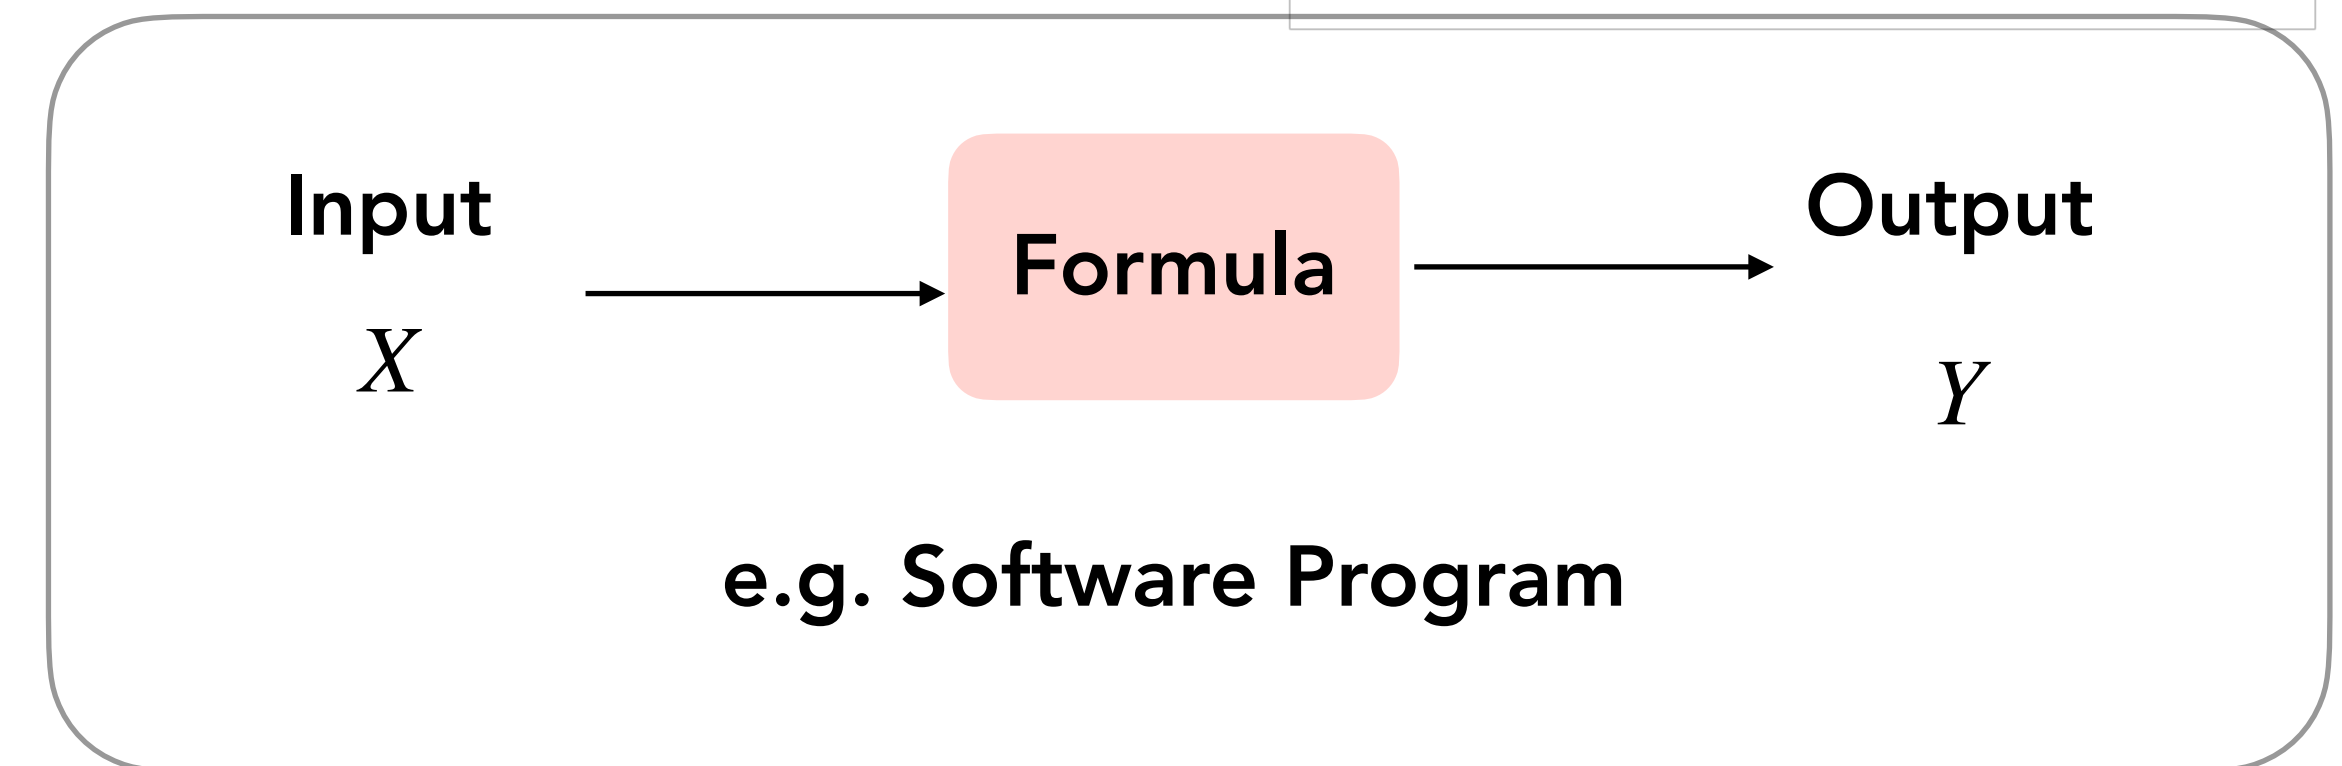 Input
X
Formula
Output
Y
e.g. Software Program